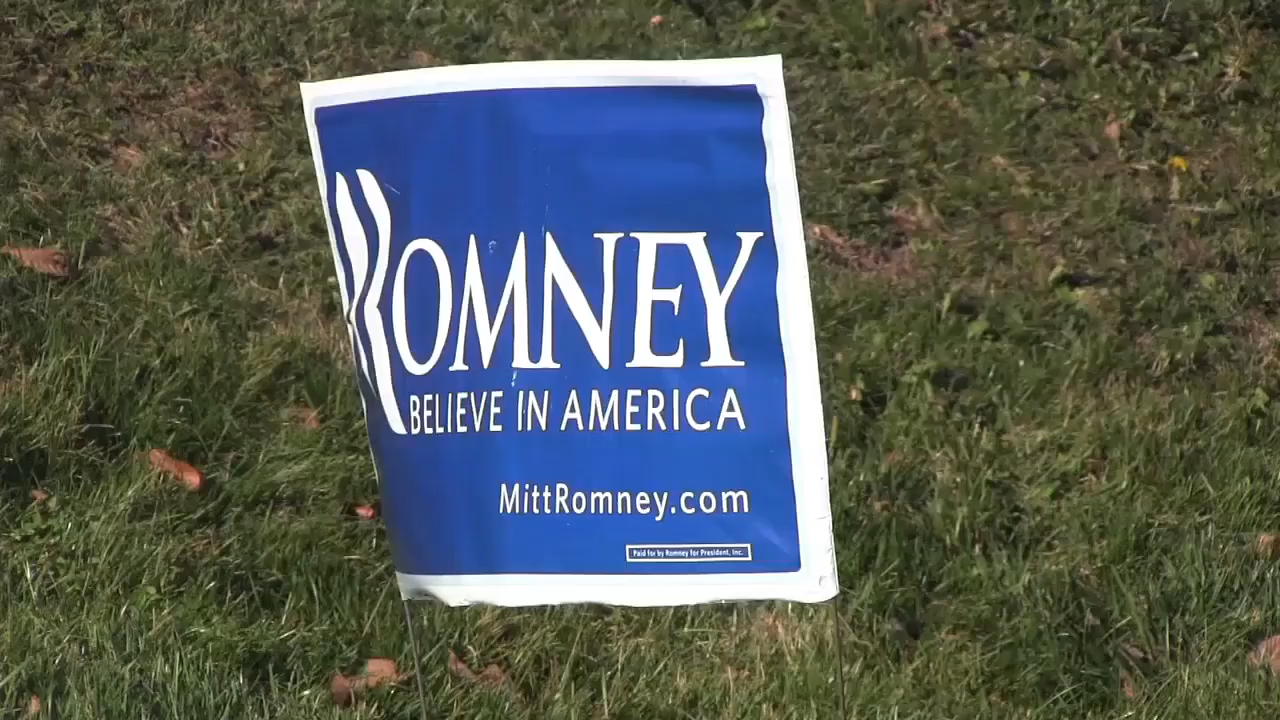 ROMNEY
BELIEVE IN AMERICA
MittRomney.com
Paid for by Romney for President, Inc.